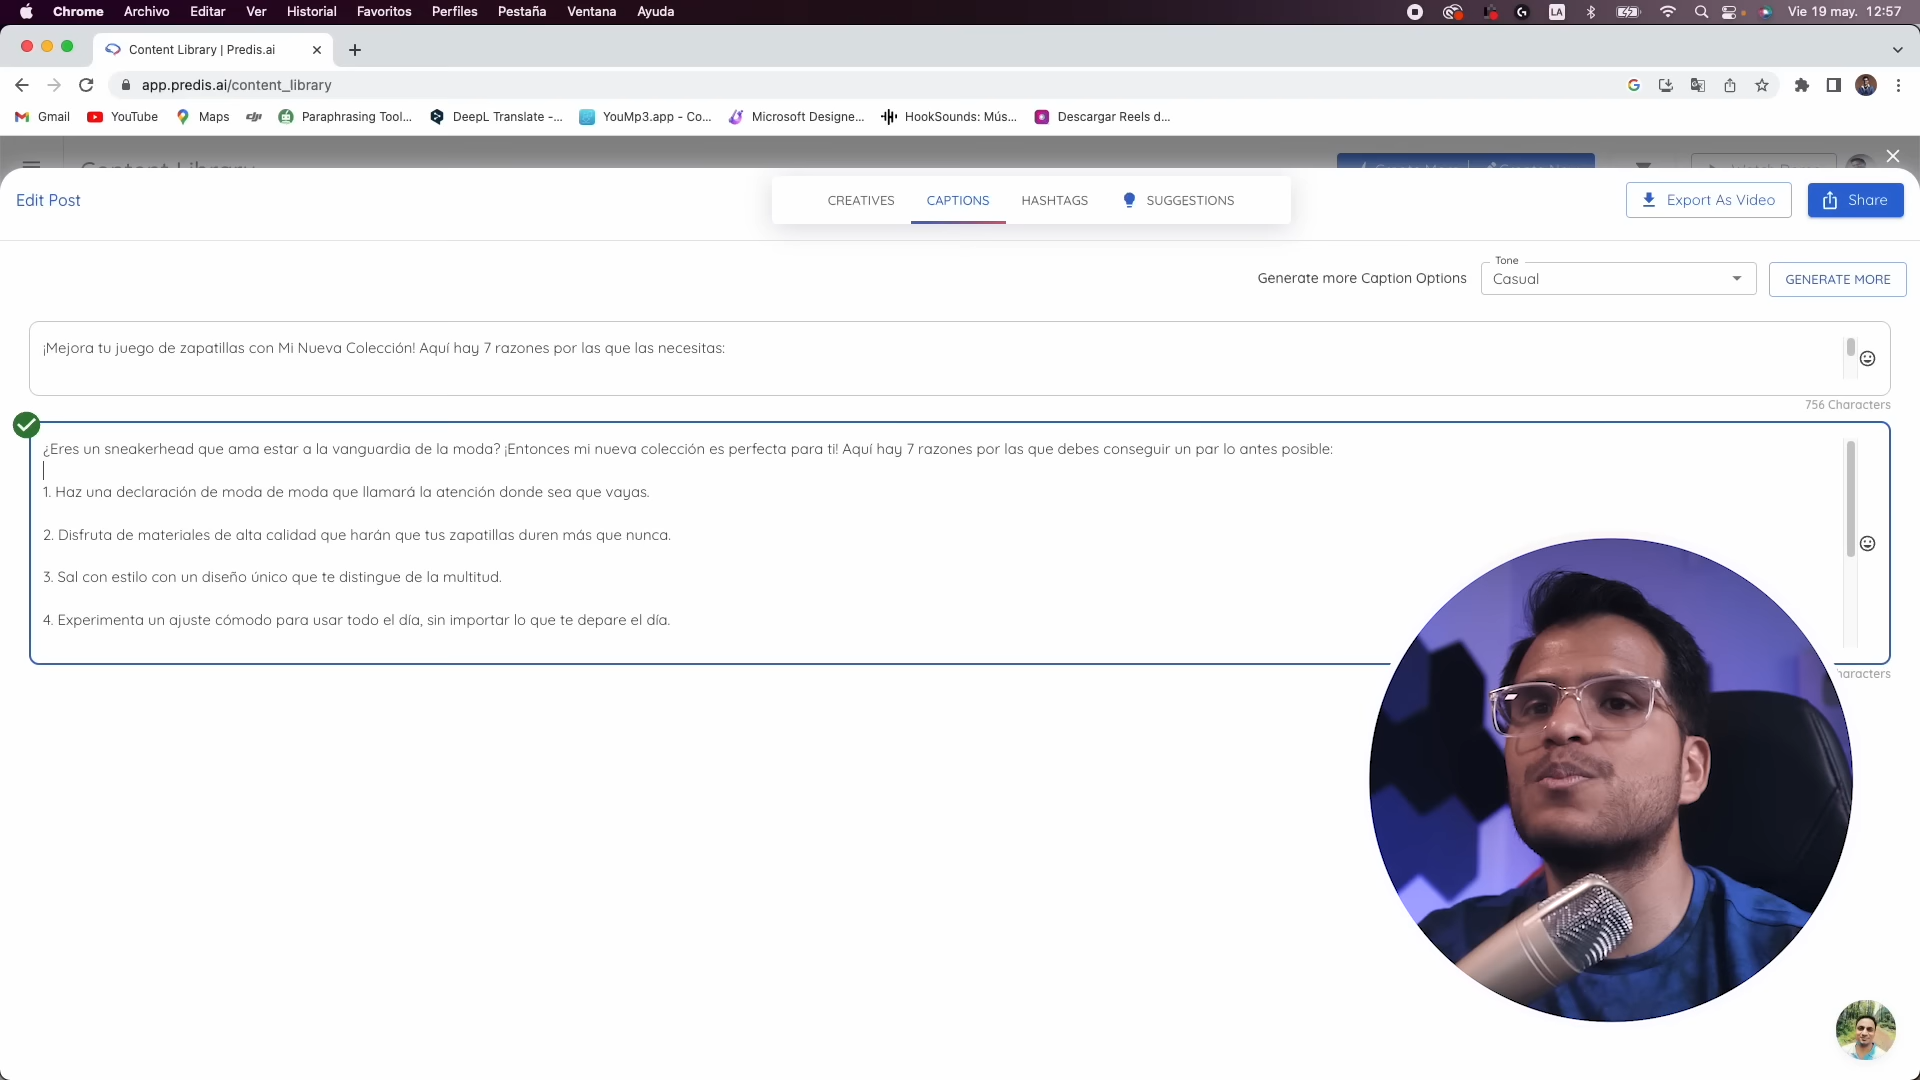 Chrome Archivo Editar Ver Historial Favoritos Perfiles Pestaña Ventana Ayuda LA Vie 19 may. 12:57
Content Library | Predis.ai
app.predis.ai/content_library
Gmail YouTube Maps dji Paraphrasing Tool... DeepL Translate -... YouMp3.app - Co... Microsoft Designe... HookSounds: Mús... Descargar Reels d...
Content Library
Edit Post CREATIVES CAPTIONS HASHTAGS SUGGESTIONS Export As Video Share
Tone
Generate more Caption Options Casual GENERATE MORE
¡Mejora tu juego de zapatillas con Mi Nueva Colección! Aquí hay 7 razones por las que las necesitas:
756 Characters
¿Eres un sneakerhead que ama estar a la vanguardia de la moda? ¡Entonces mi nueva colección es perfecta para ti! Aquí hay 7 razones por las que debes conseguir un par lo antes posible:
1. Haz una declaración de moda de moda que llamará la atención donde sea que vayas.
2. Disfruta de materiales de alta calidad que harán que tus zapatillas duren más que nunca.
3. Sal con estilo con un diseño único que te distingue de la multitud.
4. Experimenta un ajuste cómodo para usar todo el día, sin importar lo que te depare el día.
haracters